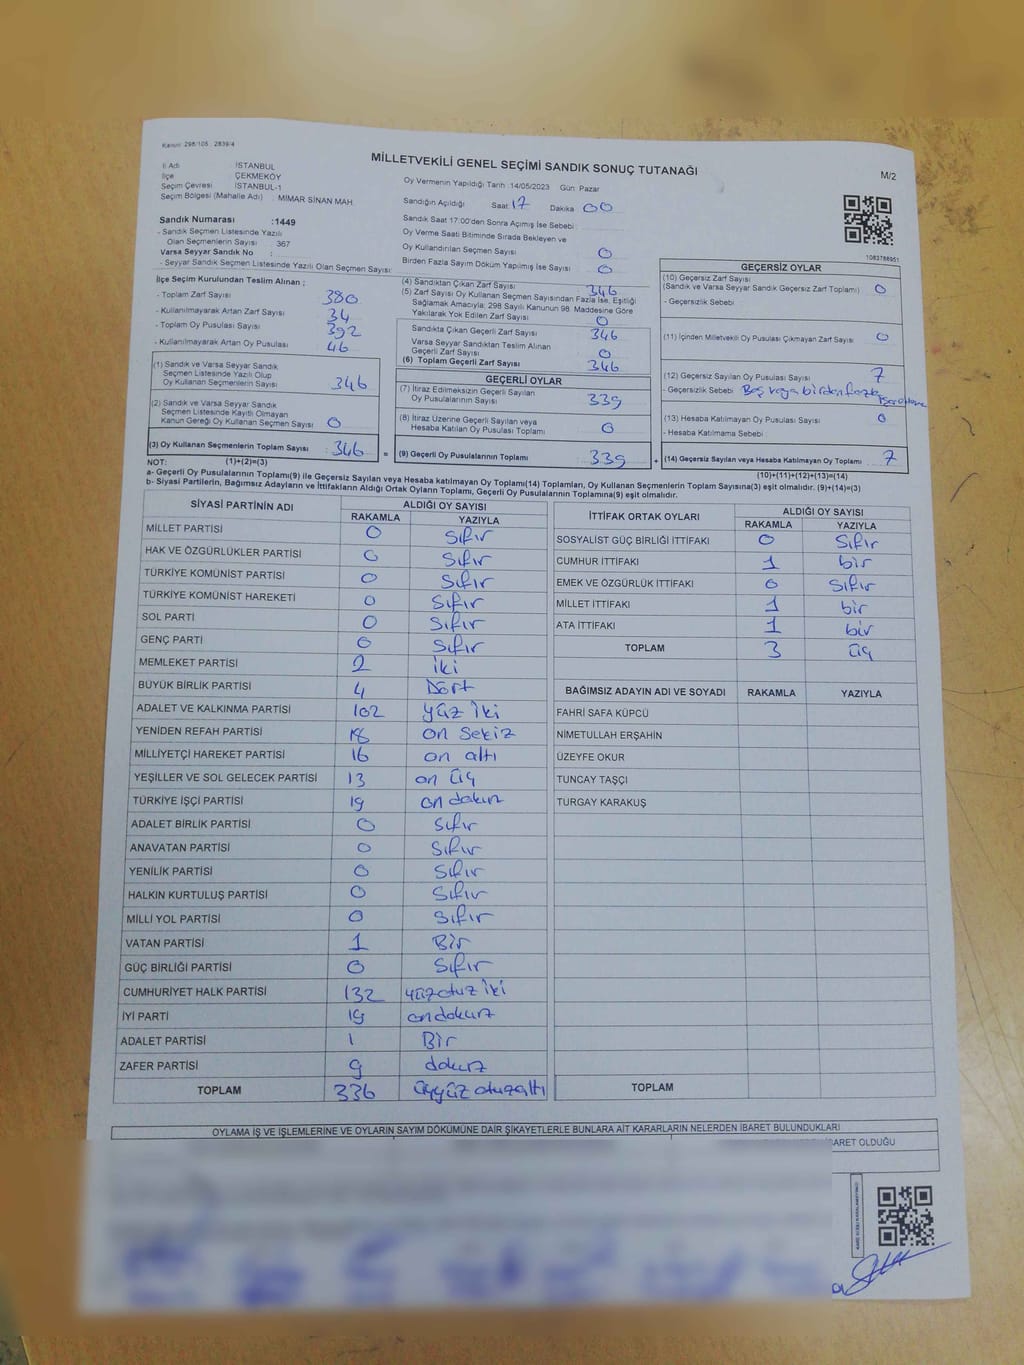 Kanun: 298/105 2839/4
MİLLETVEKİLİ GENEL SEÇİMİ SANDIK SONUÇ TUTANAĞI
M/2
İl Adı İSTANBUL
İlçe ÇEKMEKÖY
Seçim Çevresi İSTANBUL-1
Seçim Bölgesi (Mahalle Adı) : MİMAR SİNAN MAH.
Sandık Numarası :1449
- Sandık Seçmen Listesinde Yazılı
Olan Seçmenlerin Sayısı : 367
Varsa Seyyar Sandık No :
- Seyyar Sandık Seçmen Listesinde Yazılı Olan Seçmen Sayısı:
Oy Vermenin Yapıldığı Tarih 14/05/2023 Gün Pazar
Sandığın Açıldığı Saat 17 Dakika 00
Sandık Saat 17:00'den Sonra Açımış İse Sebebi :
Oy Verme Saati Bitiminde Sırada Bekleyen ve
Oy Kullandırılan Seçmen Sayısı 0
Birden Fazla Sayım Döküm Yapılmış İse Sayısı 0
1083788951
İlçe Seçim Kurulundan Teslim Alınan ;
- Toplam Zarf Sayısı 380
- Kullanılmayarak Artan Zarf Sayısı 34
- Toplam Oy Pusulası Sayısı 392
- Kullanılmayarak Artan Oy Pusulası 46
(1) Sandık ve Varsa Seyyar Sandık
Seçmen Listesinde Yazılı Olup
Oy Kullanan Seçmenlerin Sayısı 346
(2) Sandık ve Varsa Seyyar Sandık
Seçmen Listesinde Kayıtlı Olmayan
Kanun Gereği Oy Kullanan Seçmen Sayısı 0
(3) Oy Kullanan Seçmenlerin Toplam Sayısı : 346 =
(4) Sandıktan Çıkan Zarf Sayısı 346
(5) Zarf Sayısı Oy Kullanan Seçmen Sayısından Fazla İse, Eşitliği
Sağlamak Amacıyla; 298 Sayılı Kanunun 98. Maddesine Göre
Yakılarak Yok Edilen Zarf Sayısı 0
Sandıkta Çıkan Geçerli Zarf Sayısı 346
Varsa Seyyar Sandıktan Teslim Alınan
Geçerli Zarf Sayısı 0
(6) Toplam Geçerli Zarf Sayısı 346
GEÇERLİ OYLAR
(7) İtiraz Edilmeksizin Geçerli Sayılan
Oy Pusulalarının Sayısı 339
(8) İtiraz Üzerine Geçerli Sayılan veya
Hesaba Katılan Oy Pusulası Toplamı 0
(9) Geçerli Oy Pusulalarının Toplamı 339 +
GEÇERSİZ OYLAR
(10) Geçersiz Zarf Sayısı
(Sandık ve Varsa Seyyar Sandık Geçersiz Zarf Toplamı) 0
- Geçersizlik Sebebi
(11) İçinden Milletvekili Oy Pusulası Çıkmayan Zarf Sayısı 0
(12) Geçersiz Sayılan Oy Pusulası Sayısı 7
- Geçersizlik Sebebi Boş veya birden fazla
(13) Hesaba Katılmayan Oy Pusulası Sayısı 0
- Hesaba Katılmama Sebebi
(14) Geçersiz Sayılan veya Hesaba Katılmayan Oy Toplamı 7
NOT: (1)+(2)=(3) (10)+(11)+(12)+(13)=(14)
a- Geçerli Oy Pusulalarının Toplamı(9) ile Geçersiz Sayılan veya Hesaba katılmayan Oy Toplamı(14) Toplamları, Oy Kullanan Seçmenlerin Toplam Sayısına(3) eşit olmalıdır. (9)+(14)=(3)
b- Siyasi Partilerin, Bağımsız Adayların ve İttifakların Aldığı Ortak Oyların Toplamı, Geçerli Oy Pusulalarının Toplamına(9) eşit olmalıdır.
SİYASİ PARTİNİN ADI ALDIĞI OY SAYISI
RAKAMLA YAZIYLA
MİLLET PARTİSİ 0 sıfır
HAK VE ÖZGÜRLÜKLER PARTİSİ 0 sıfır
TÜRKİYE KOMÜNİST PARTİSİ 0 sıfır
TÜRKİYE KOMÜNİST HAREKETİ 0 sıfır
SOL PARTİ 0 sıfır
GENÇ PARTİ 0 sıfır
MEMLEKET PARTİSİ 2 iki
BÜYÜK BİRLİK PARTİSİ 4 Dört
ADALET VE KALKINMA PARTİSİ 102 yüz iki
YENİDEN REFAH PARTİSİ 18 on sekiz
MİLLİYETÇİ HAREKET PARTİSİ 16 on altı
YEŞİLLER VE SOL GELECEK PARTİSİ 13 on üç
TÜRKİYE İŞÇİ PARTİSİ 19 on dokuz
ADALET BİRLİK PARTİSİ 0 sıfır
ANAVATAN PARTİSİ 0 sıfır
YENİLİK PARTİSİ 0 sıfır
HALKIN KURTULUŞ PARTİSİ 0 sıfır
MİLLİ YOL PARTİSİ 0 sıfır
VATAN PARTİSİ 1 Bir
GÜÇ BİRLİĞİ PARTİSİ 0 sıfır
CUMHURİYET HALK PARTİSİ 132 yüzotuz iki
İYİ PARTİ 19 ondokuz
ADALET PARTİSİ 1 Bir
ZAFER PARTİSİ 9 dokuz
TOPLAM 336 üçyüz otuzaltı
İTTİFAK ORTAK OYLARI ALDIĞI OY SAYISI
RAKAMLA YAZIYLA
SOSYALİST GÜÇ BİRLİĞİ İTTİFAKI 0 sıfır
CUMHUR İTTİFAKI 1 bir
EMEK VE ÖZGÜRLÜK İTTİFAKI 0 sıfır
MİLLET İTTİFAKI 1 bir
ATA İTTİFAKI 1 bir
TOPLAM 3 üç
BAĞIMSIZ ADAYIN ADI VE SOYADI RAKAMLA YAZIYLA
FAHRİ SAFA KÜPCÜ
NİMETULLAH ERŞAHİN
ÜZEYFE OKUR
TUNCAY TAŞÇI
TURGAY KARAKUŞ
TOPLAM
OYLAMA İŞ VE İŞLEMLERİNE VE OYLARIN SAYIM DÖKÜMÜNE DAİR ŞİKAYETLERLE BUNLARA AİT KARARLARIN NELERDEN İBARET BULUNDUKLARI
BARET OLDUĞU